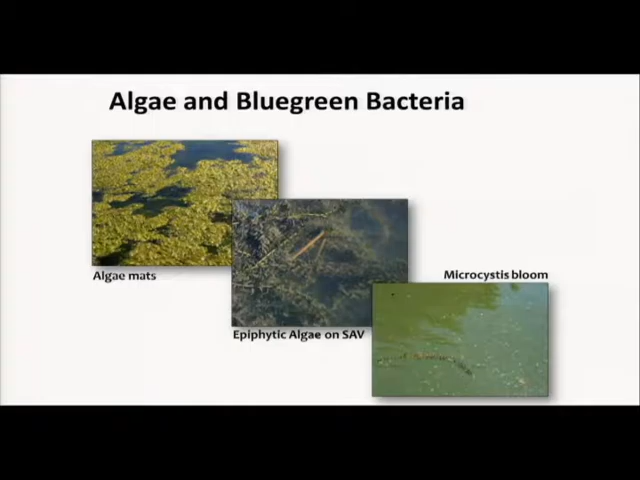 Algae and Bluegreen Bacteria
Algae mats
Microcystis bloom
Epiphytic Algae on SAV